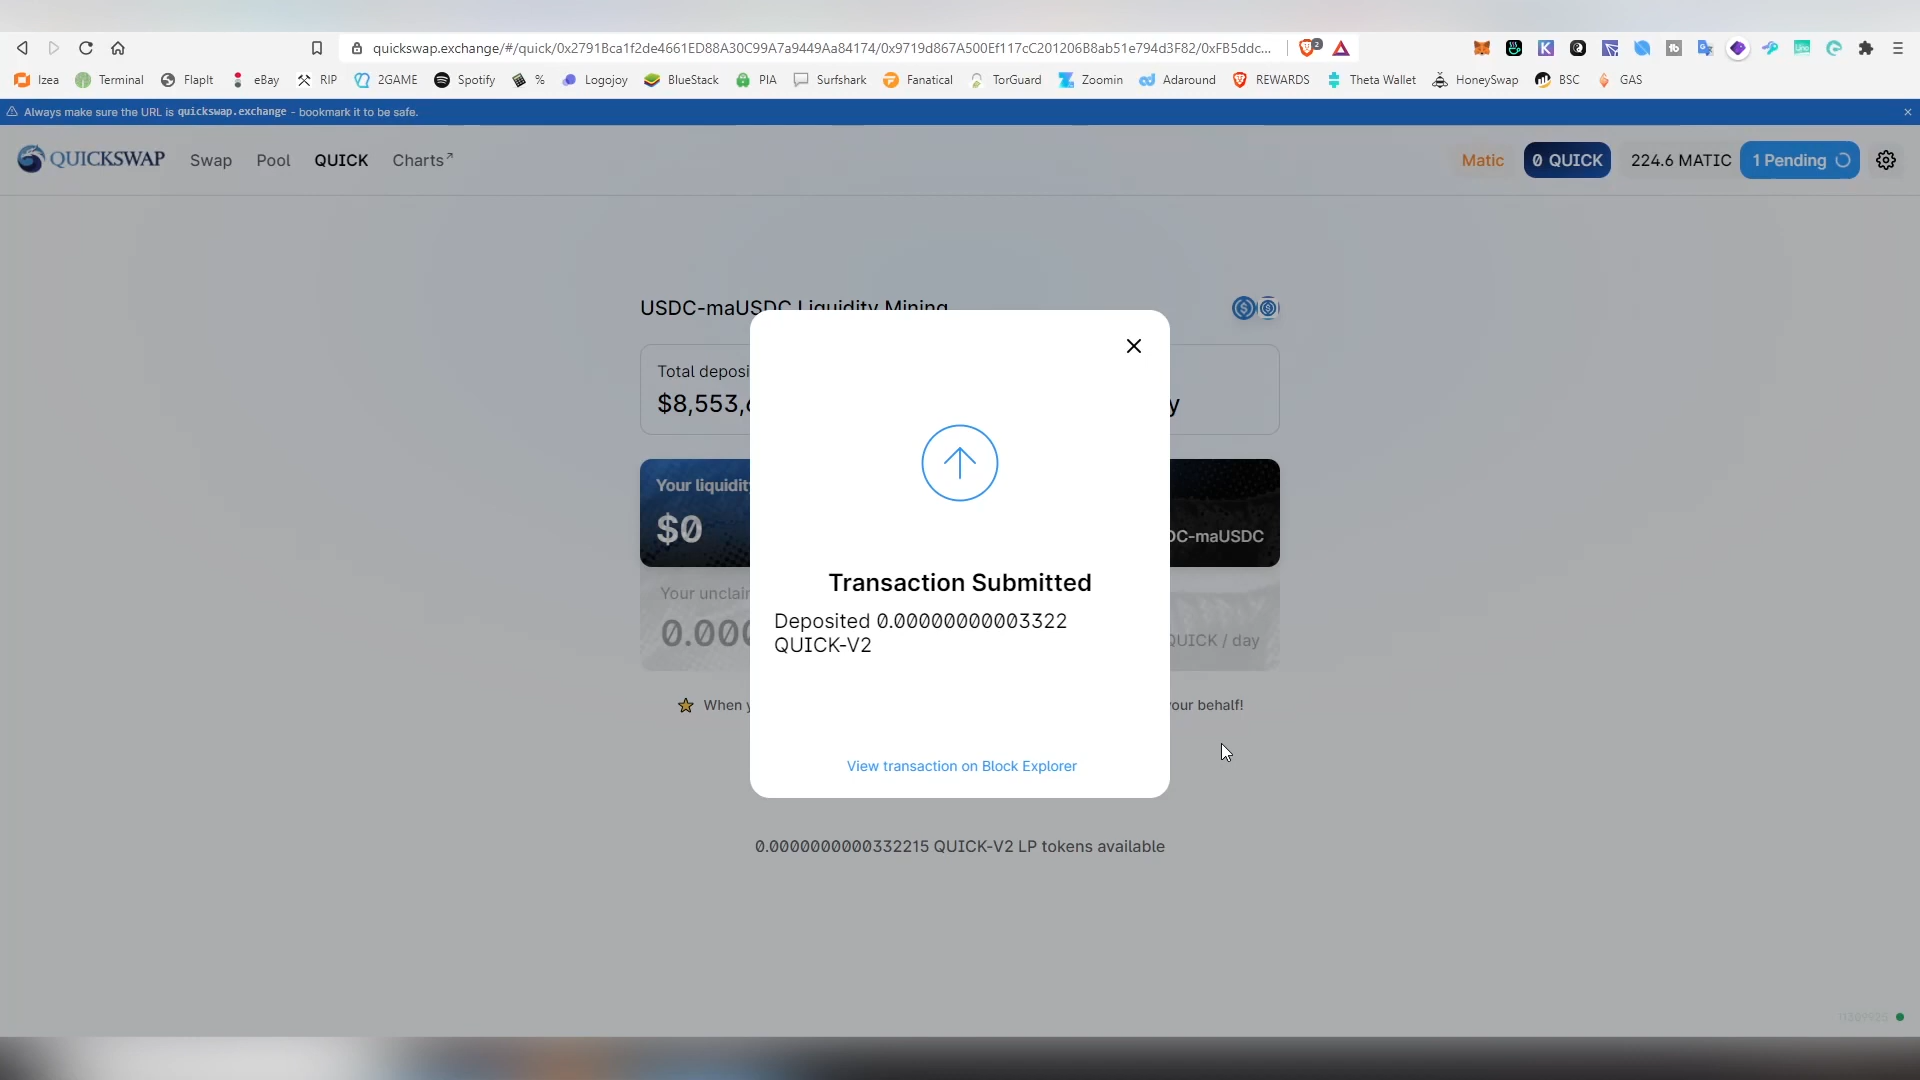 quickswap.exchange/#/quick/0x2791Bca1f2de4661ED88A30C99A7a9449Aa84174/0x9719d867A500Ef117cC201206B8ab51e794d3F82/0xFB5ddc... 2
Izea Terminal FlapIt eBay RIP 2GAME Spotify % Logojoy BlueStack PIA Surfshark Fanatical TorGuard Zoomin Adaround REWARDS Theta Wallet HoneySwap BSC GAS
Always make sure the URL is quickswap.exchange - bookmark it to be safe.
QUICKSWAP Swap Pool QUICK Charts↗ Matic 0 QUICK 224.6 MATIC 1 Pending
USDC-maUSDC Liquidity Mining
Total deposi
$8,553, y
Your liquidit
$0 DC-maUSDC
Transaction Submitted
Your unclai
Deposited 0.00000000003322
QUICK-V2
0.000 QUICK / day
When y our behalf!
View transaction on Block Explorer
0.0000000000332215 QUICK-V2 LP tokens available